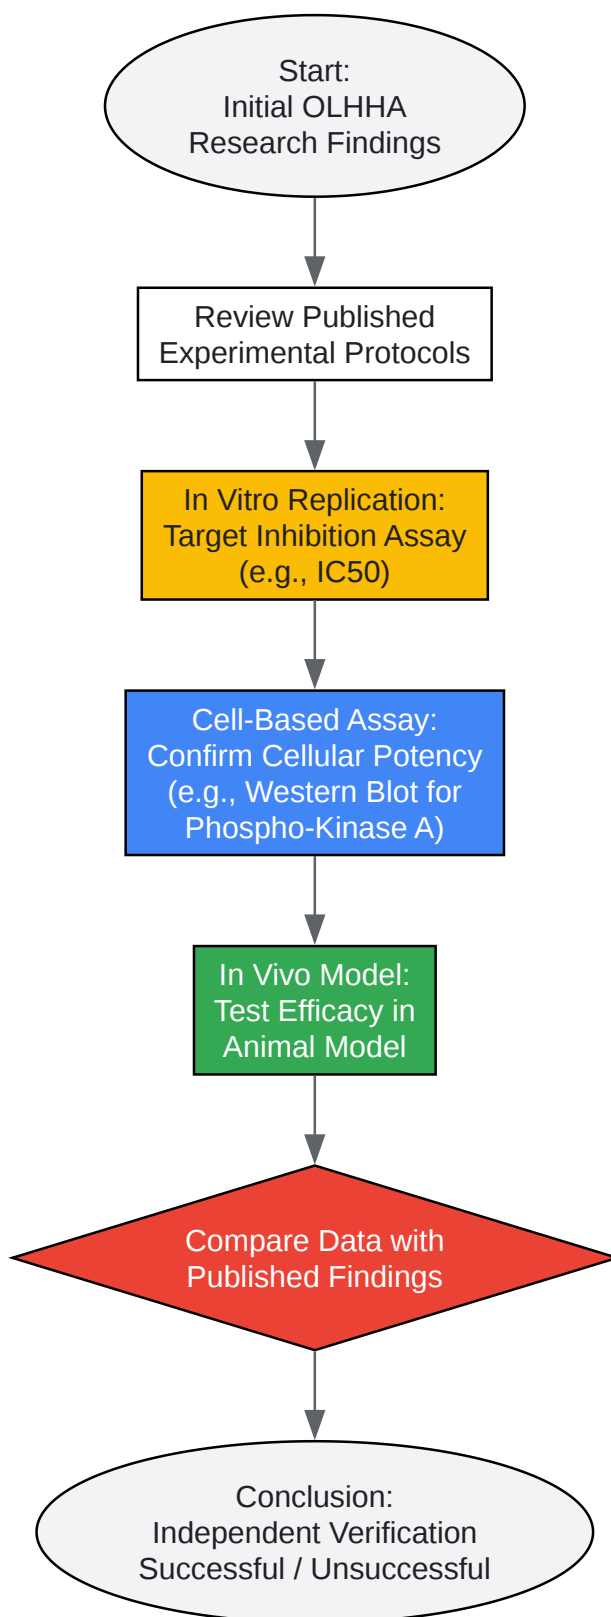 Start:
Initial OLHHA
Research Findings
Review Published
Experimental Protocols
In Vitro Replication:
Target Inhibition Assay
(e.g., IC50)
Cell-Based Assay:
Confirm Cellular Potency
(e.g., Western Blot for
Phospho-Kinase A)
In Vivo Model:
Test Efficacy in
Animal Model
Compare Data with
Published Findings
Conclusion:
Independent Verification
Successful / Unsuccessful